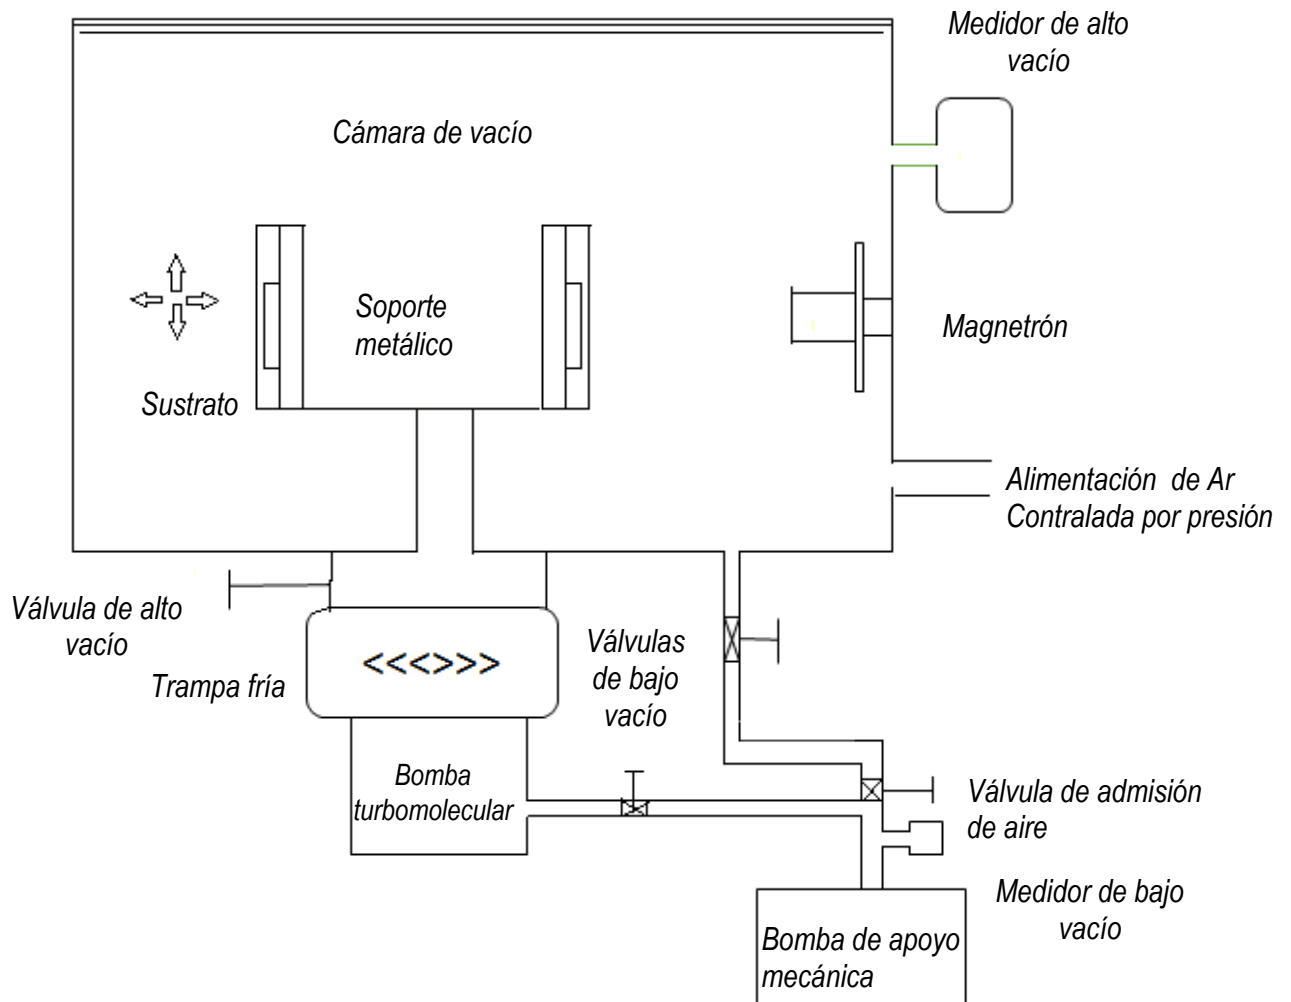 Medidor de alto
vacío
Cámara de vacío
Soporte
metálico
Magnetrón
Sustrato
Alimentación de Ar
Contralada por presión
Válvula de alto
vacío
Trampa fría
<<<>>>
Válvulas
de bajo
vacío
Bomba
turbomolecular
Válvula de admisión
de aire
Medidor de bajo
vacío
Bomba de apoyo
mecánica